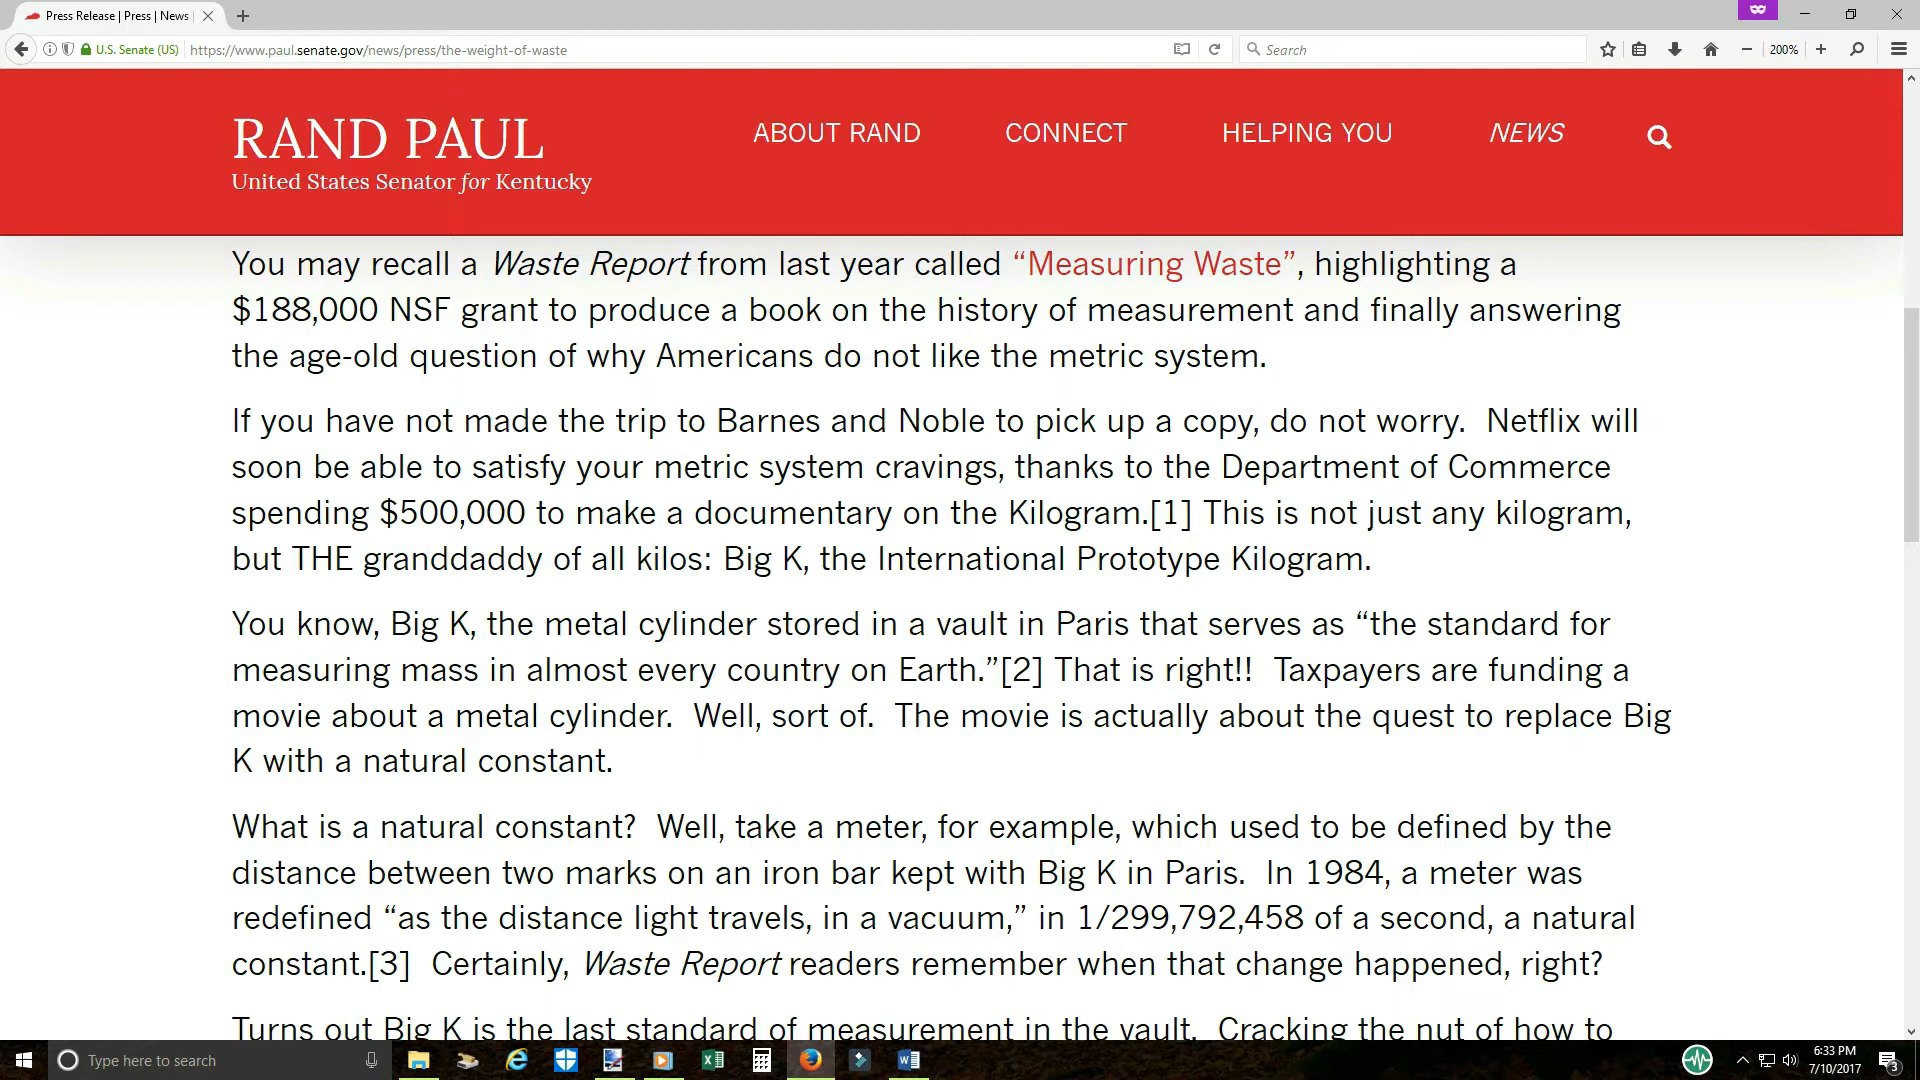 Press Release | Press | News
U.S. Senate (US)
https://www.paul.senate.gov/news/press/the-weight-of-waste
Search
200%
RAND PAUL
United States Senator for Kentucky
ABOUT RAND
CONNECT
HELPING YOU
NEWS
You may recall a Waste Report from last year called “Measuring Waste”, highlighting a
$188,000 NSF grant to produce a book on the history of measurement and finally answering
the age-old question of why Americans do not like the metric system.
If you have not made the trip to Barnes and Noble to pick up a copy, do not worry.  Netflix will
soon be able to satisfy your metric system cravings, thanks to the Department of Commerce
spending $500,000 to make a documentary on the Kilogram.[1] This is not just any kilogram,
but THE granddaddy of all kilos: Big K, the International Prototype Kilogram.
You know, Big K, the metal cylinder stored in a vault in Paris that serves as “the standard for
measuring mass in almost every country on Earth.”[2] That is right!!  Taxpayers are funding a
movie about a metal cylinder.  Well, sort of.  The movie is actually about the quest to replace Big
K with a natural constant.
What is a natural constant?  Well, take a meter, for example, which used to be defined by the
distance between two marks on an iron bar kept with Big K in Paris.  In 1984, a meter was
redefined “as the distance light travels, in a vacuum,” in 1/299,792,458 of a second, a natural
constant.[3]  Certainly, Waste Report readers remember when that change happened, right?
Turns out Big K is the last standard of measurement in the vault.  Cracking the nut of how to
Type here to search
6:33 PM
7/10/2017
3